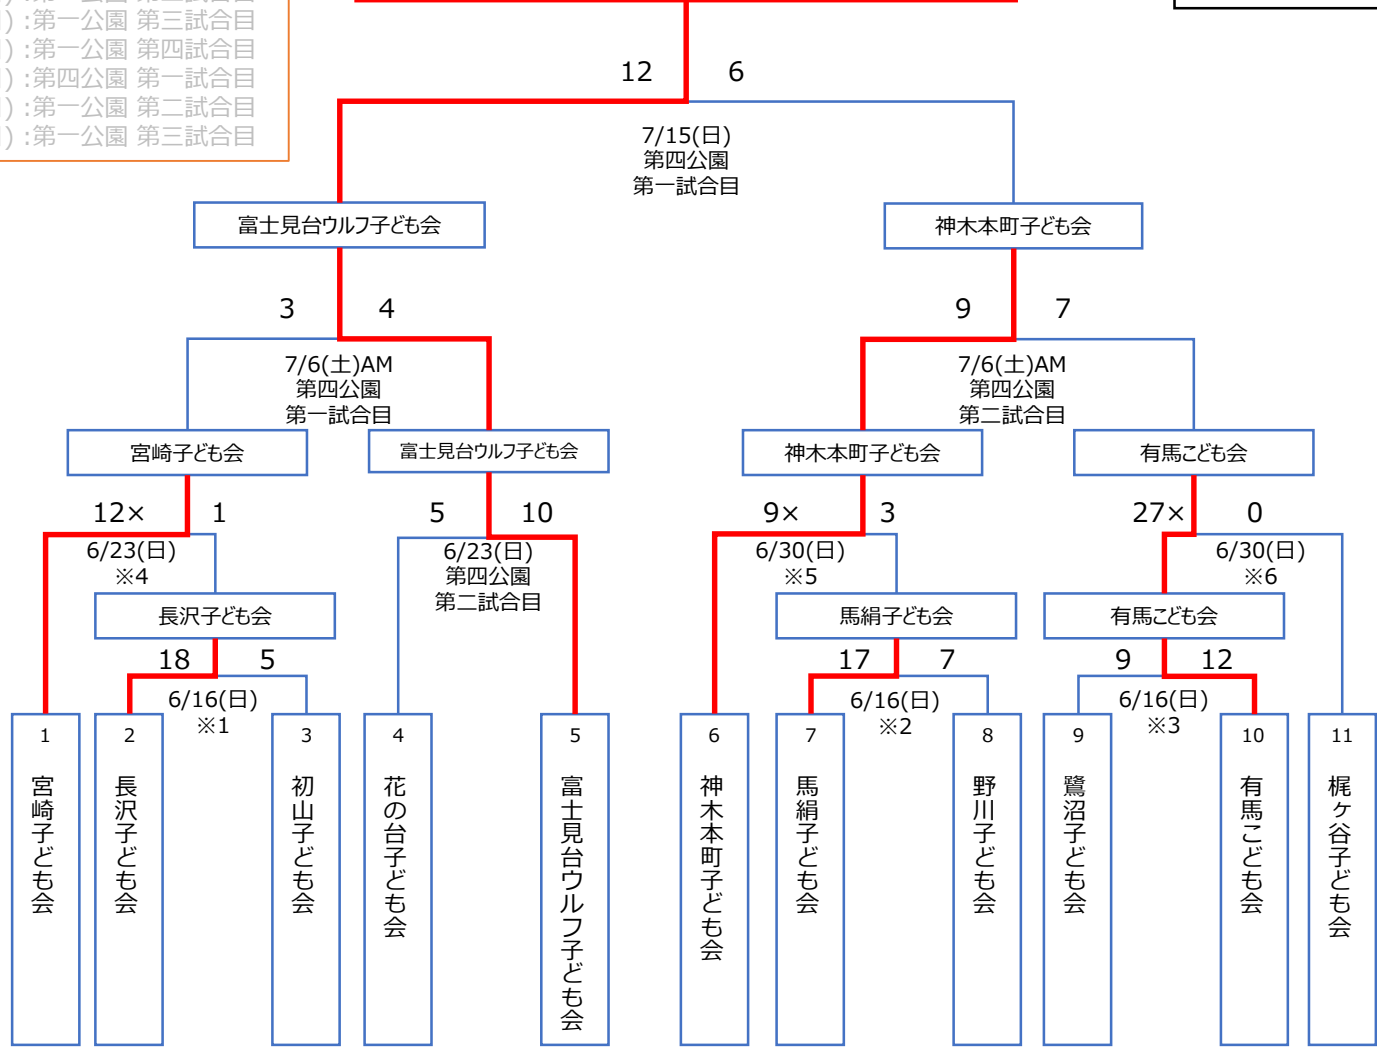 ):第一公園 第三試合目
):第一公園 第四試合目
):第四公園 第一試合目
):第一公園 第二試合目
):第一公園 第三試合目
12 6
7/15(日)
第四公園
第一試合目
富士見台ウルフ子ども会
神木本町子ども会
3 4
9 7
7/6(土)AM
第四公園
第一試合目
7/6(土)AM
第四公園
第二試合目
宮崎子ども会
富士見台ウルフ子ども会
神木本町子ども会
有馬こども会
12× 1
5 10
9× 3
27× 0
6/23(日)
※4
6/23(日)
第四公園
第二試合目
6/30(日)
※5
6/30(日)
※6
長沢子ども会
馬絹子ども会
有馬こども会
18 5
17 7
9 12
6/16(日)
※1
6/16(日)
※2
6/16(日)
※3
1
宮崎子ども会
2
長沢子ども会
3
初山子ども会
4
花の台子ども会
5
富士見台ウルフ子ども会
6
神木本町子ども会
7
馬絹子ども会
8
野川子ども会
9
鷺沼子ども会
10
有馬こども会
11
梶ヶ谷子ども会